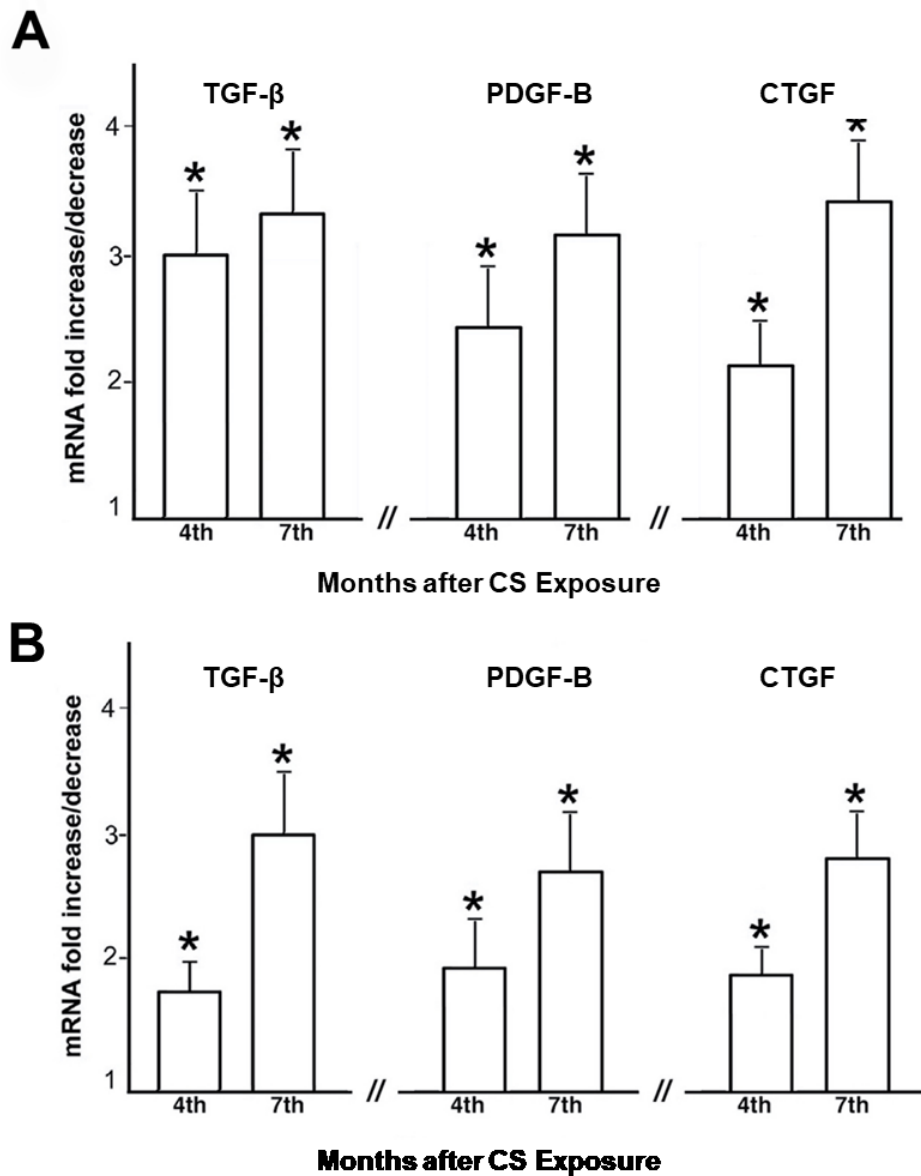 A
TGF-β PDGF-B CTGF
mRNA fold increase/decrease
4
3
2
1
* * * * * *
4th 7th // 4th 7th // 4th 7th
Months after CS Exposure
B
TGF-β PDGF-B CTGF
mRNA fold increase/decrease
4
3
2
1
* * * * * *
4th 7th // 4th 7th // 4th 7th
Months after CS Exposure